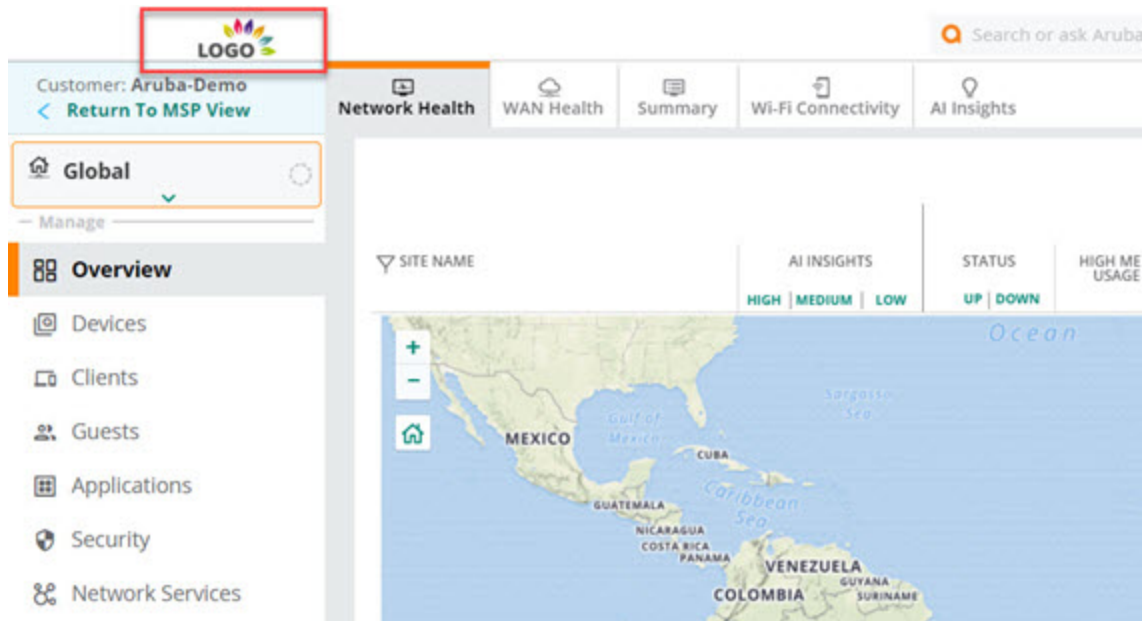 LOGO
Search or ask Aruba
Customer: Aruba-Demo
< Return To MSP View
Network Health
WAN Health
Summary
Wi-Fi Connectivity
AI Insights
Global
Manage
Overview
Devices
Clients
Guests
Applications
Security
Network Services
SITE NAME
AI INSIGHTS
HIGH | MEDIUM | LOW
STATUS
UP | DOWN
HIGH ME
USAGE
+
-
Ocean
Sargasso
Sea
Gulf of
Mexico
MEXICO
CUBA
Caribbean
Sea
GUATEMALA
NICARAGUA
COSTA RICA
PANAMA
VENEZUELA
GUYANA
COLOMBIA
SURINAME